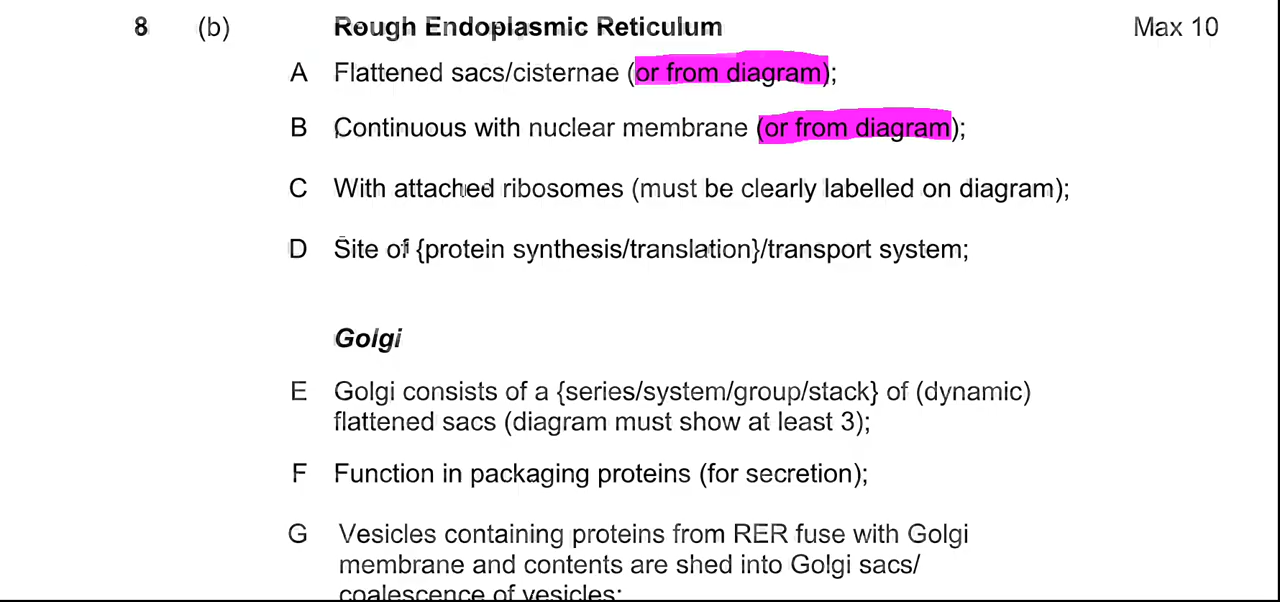 8 (b) Rough Endoplasmic Reticulum Max 10
A Flattened sacs/cisternae (or from diagram);
B Continuous with nuclear membrane (or from diagram);
C With attached ribosomes (must be clearly labelled on diagram);
D Site of {protein synthesis/translation}/transport system;
Golgi
E Golgi consists of a {series/system/group/stack} of (dynamic)
flattened sacs (diagram must show at least 3);
F Function in packaging proteins (for secretion);
G Vesicles containing proteins from RER fuse with Golgi
membrane and contents are shed into Golgi sacs/
coalescence of vesicles;